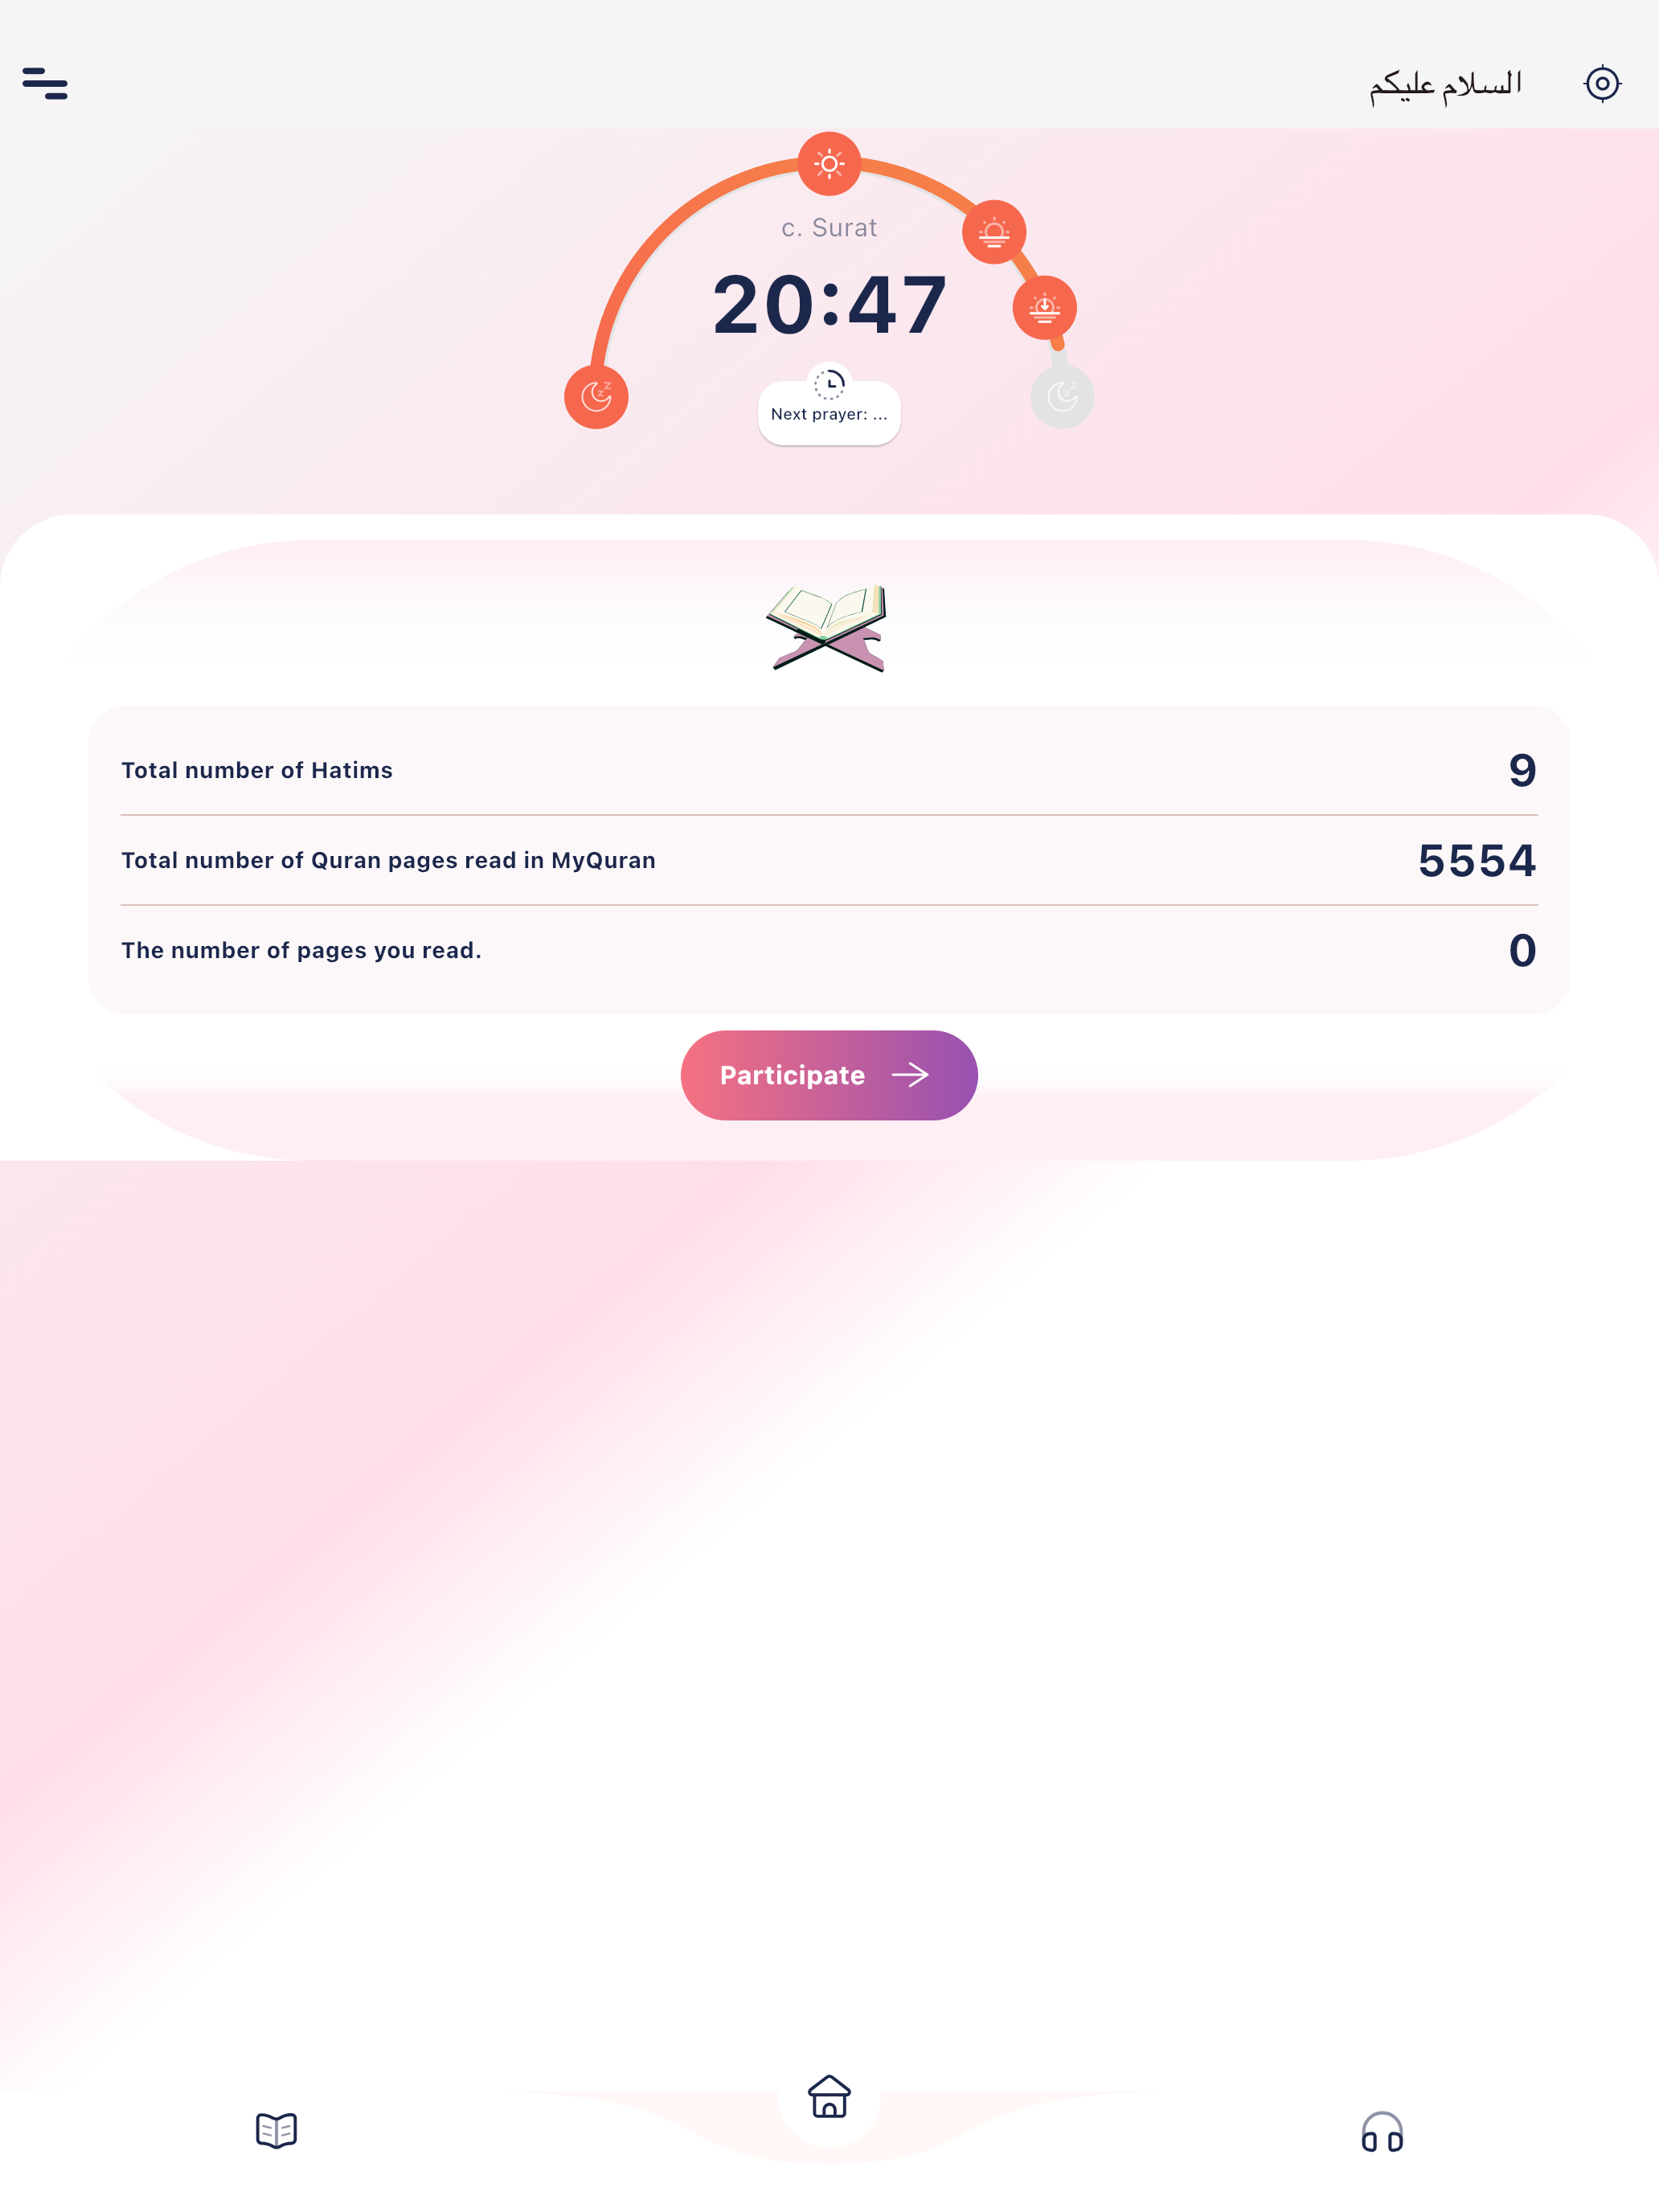 السلام عليكم
c. Surat
20:47
Next prayer: ...
Total number of Hatims 9
Total number of Quran pages read in MyQuran 5554
The number of pages you read. 0
Participate